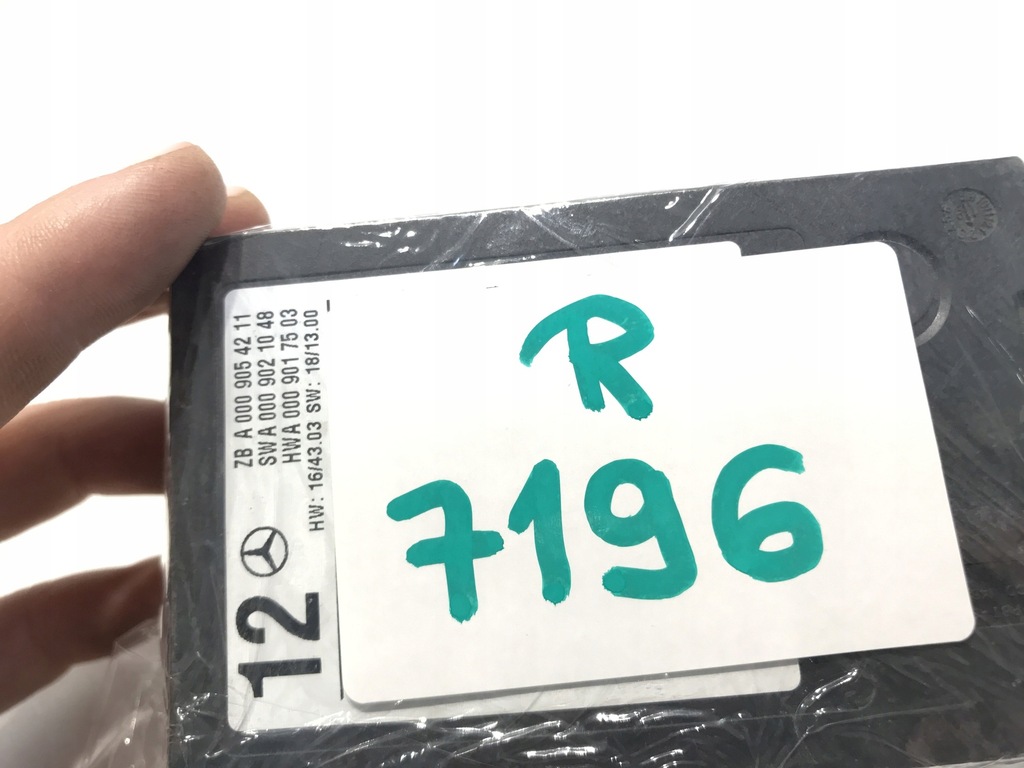 R
7196
ZB A 000 905 42 11
SW A 000 902 10 48
HW A 000 901 75 03
HW: 16/43.03 SW: 18/13.00
12